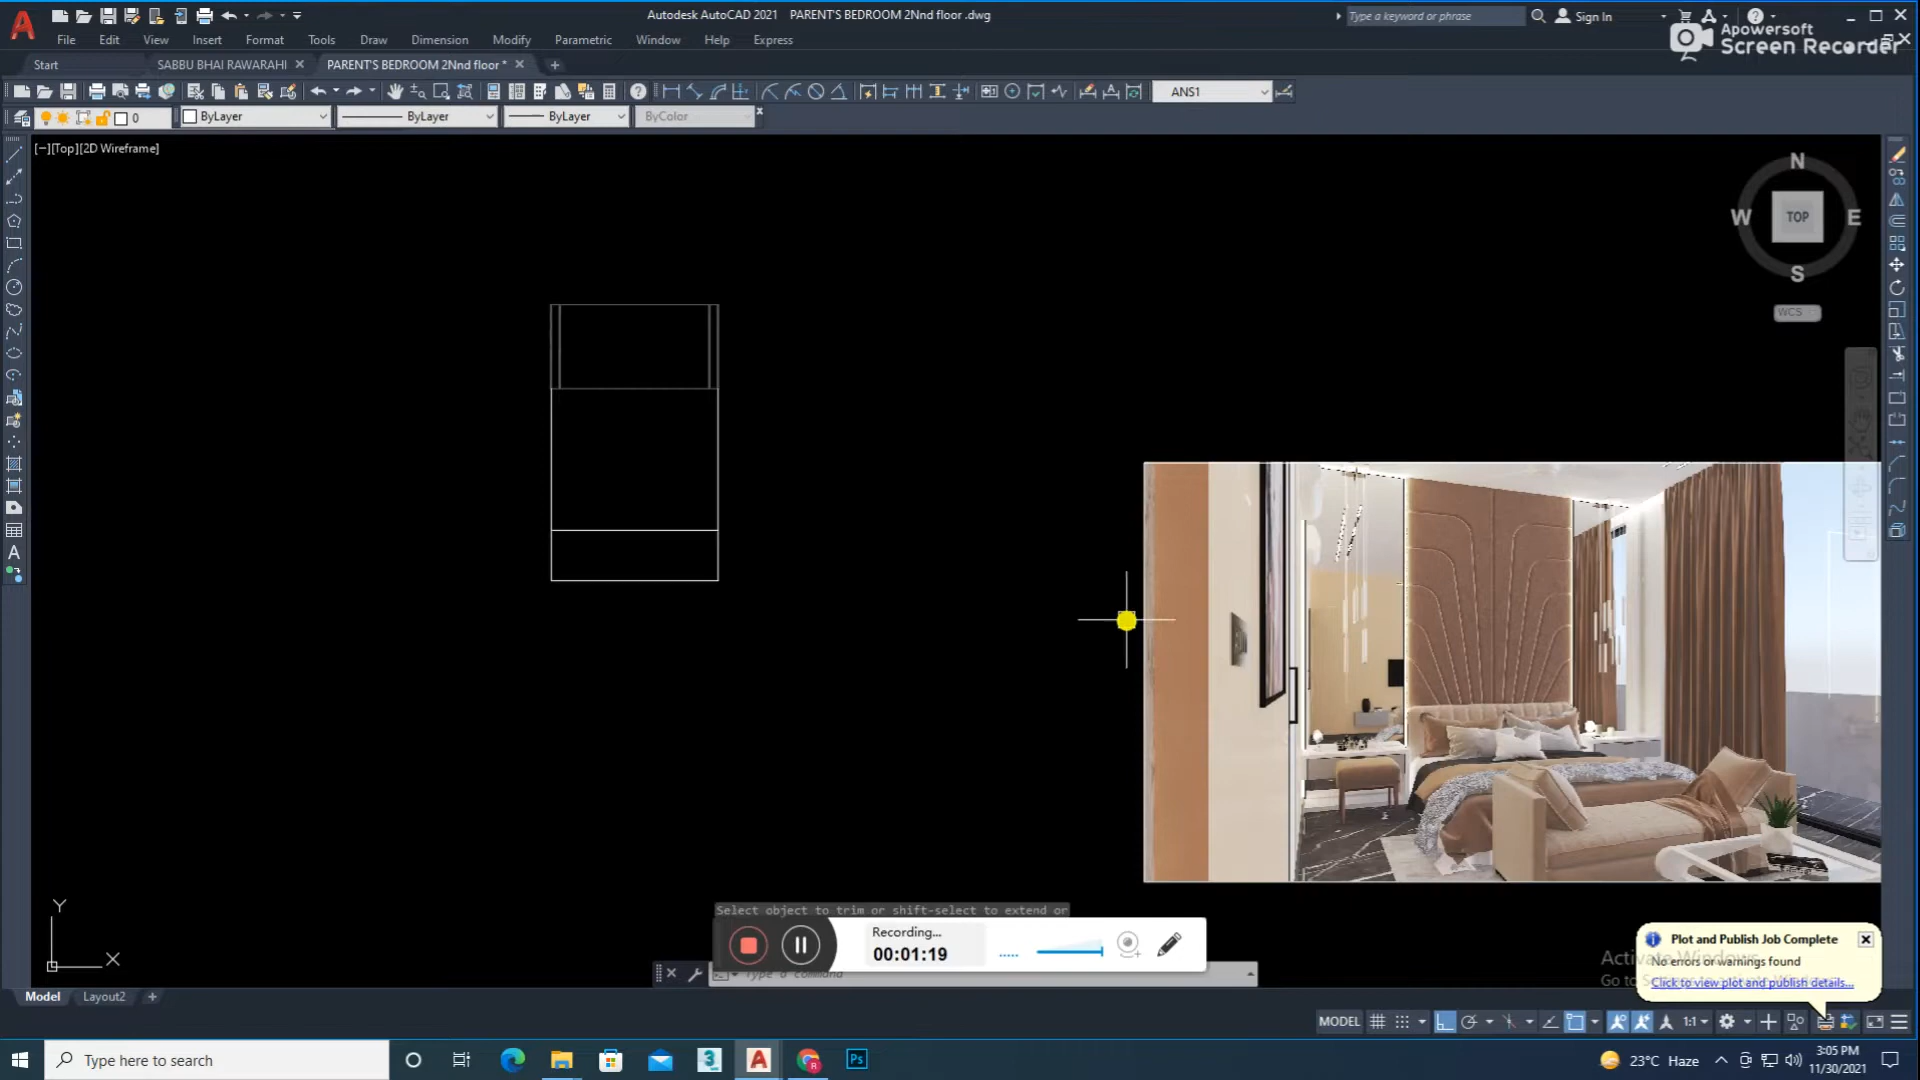 Autodesk AutoCAD 2021 PARENT'S BEDROOM 2Nnd floor .dwg
Type a keyword or phrase
Sign In
Apowersoft
Screen Recorder
File Edit View Insert Format Tools Draw Dimension Modify Parametric Window Help Express
Start
SABBU BHAI RAWARAHI
PARENT'S BEDROOM 2Nnd floor *
ANS1
0
ByLayer
ByLayer
ByLayer
ByColor
[−][Top][2D Wireframe]
N
W
TOP
E
S
WCS
Y
X
Select object to trim or shift-select to extend or
Recording...
00:01:19
Type a command
Plot and Publish Job Complete
No errors or warnings found
Click to view plot and publish details...
Activate Windows
Model
Layout2
MODEL
1:1
Type here to search
23°C Haze
3:05 PM
11/30/2021